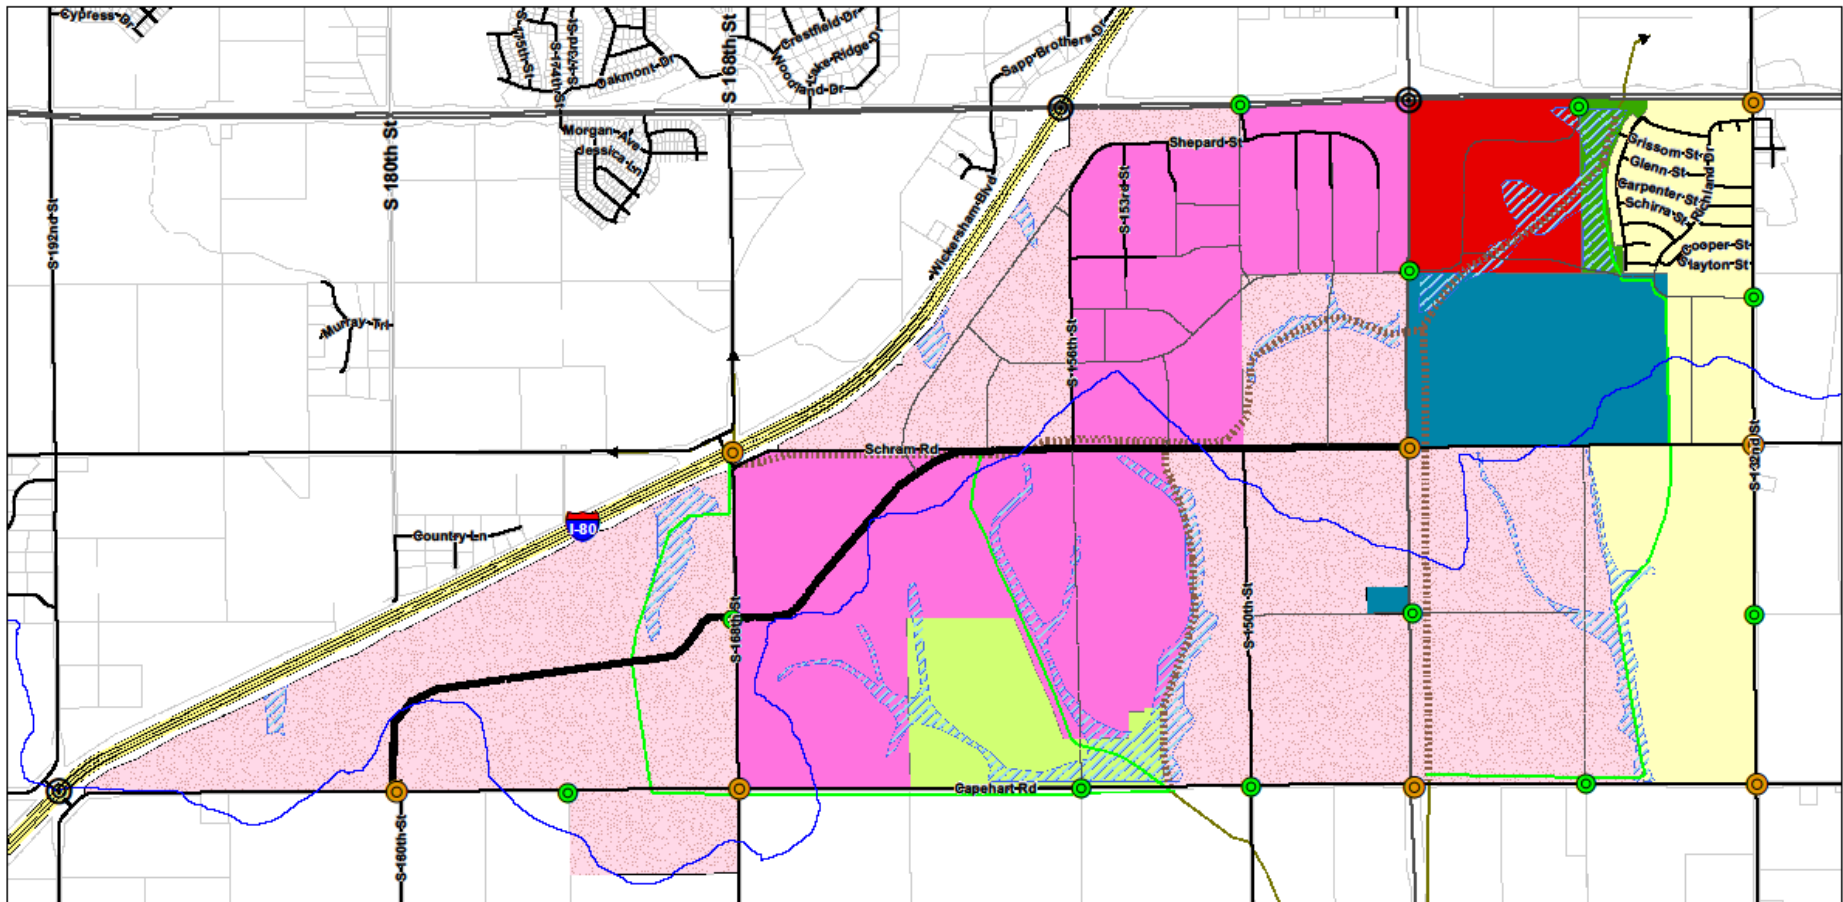 Cypress Dr
S 175th St
S 174th St
S 173rd St
Oakmont Dr
S 168th St
Crestfield Dr
Lake Ridge Dr
Woodland Dr
Sapp Brothers Dr
S 180th St
Morgan Ave
Jessica Ln
Shepard St
Grissom St
Glenn St
Carpenter St
Schirra St
Richland Dr
Cooper St
Slayton St
S 192nd St
S 153rd St
Wickersham Blvd
Murray Trl
S 156th St
Schram Rd
S 132nd St
I-80
Country Ln
S 168th St
S 150th St
Capehart Rd
S 180th St